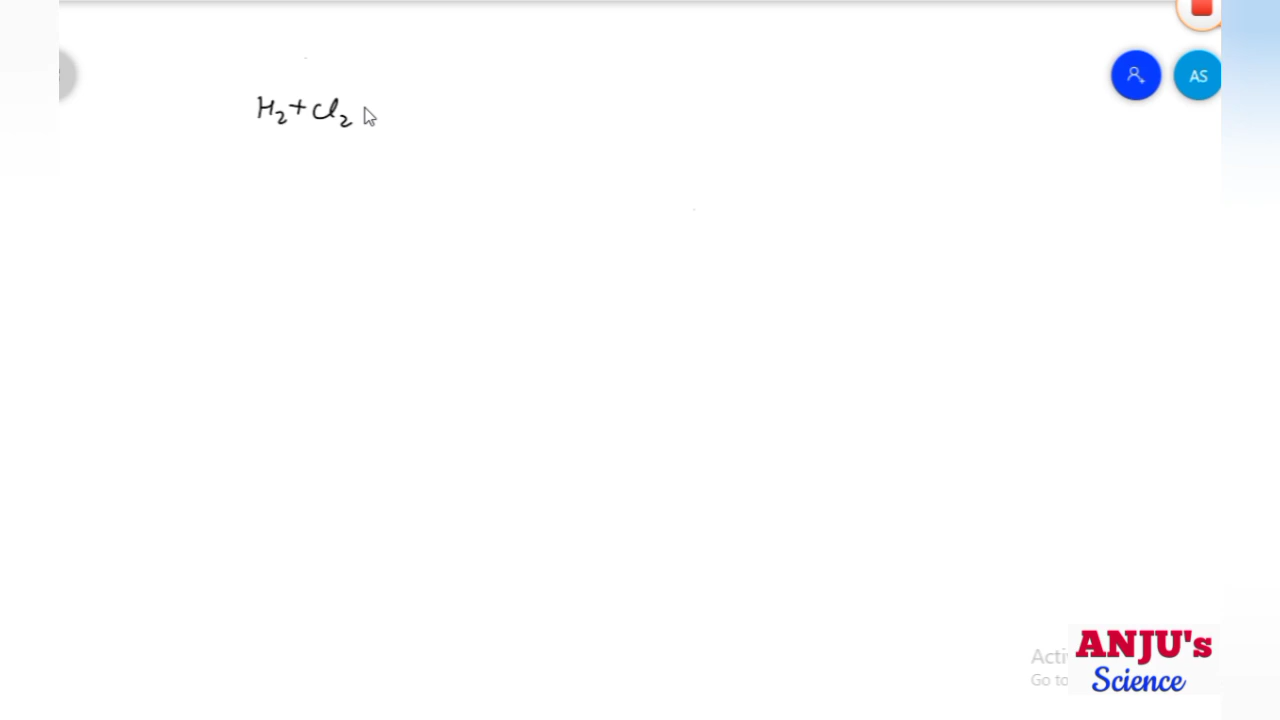 AS
H₂+Cl₂
Acti
Go to
ANJU's
Science